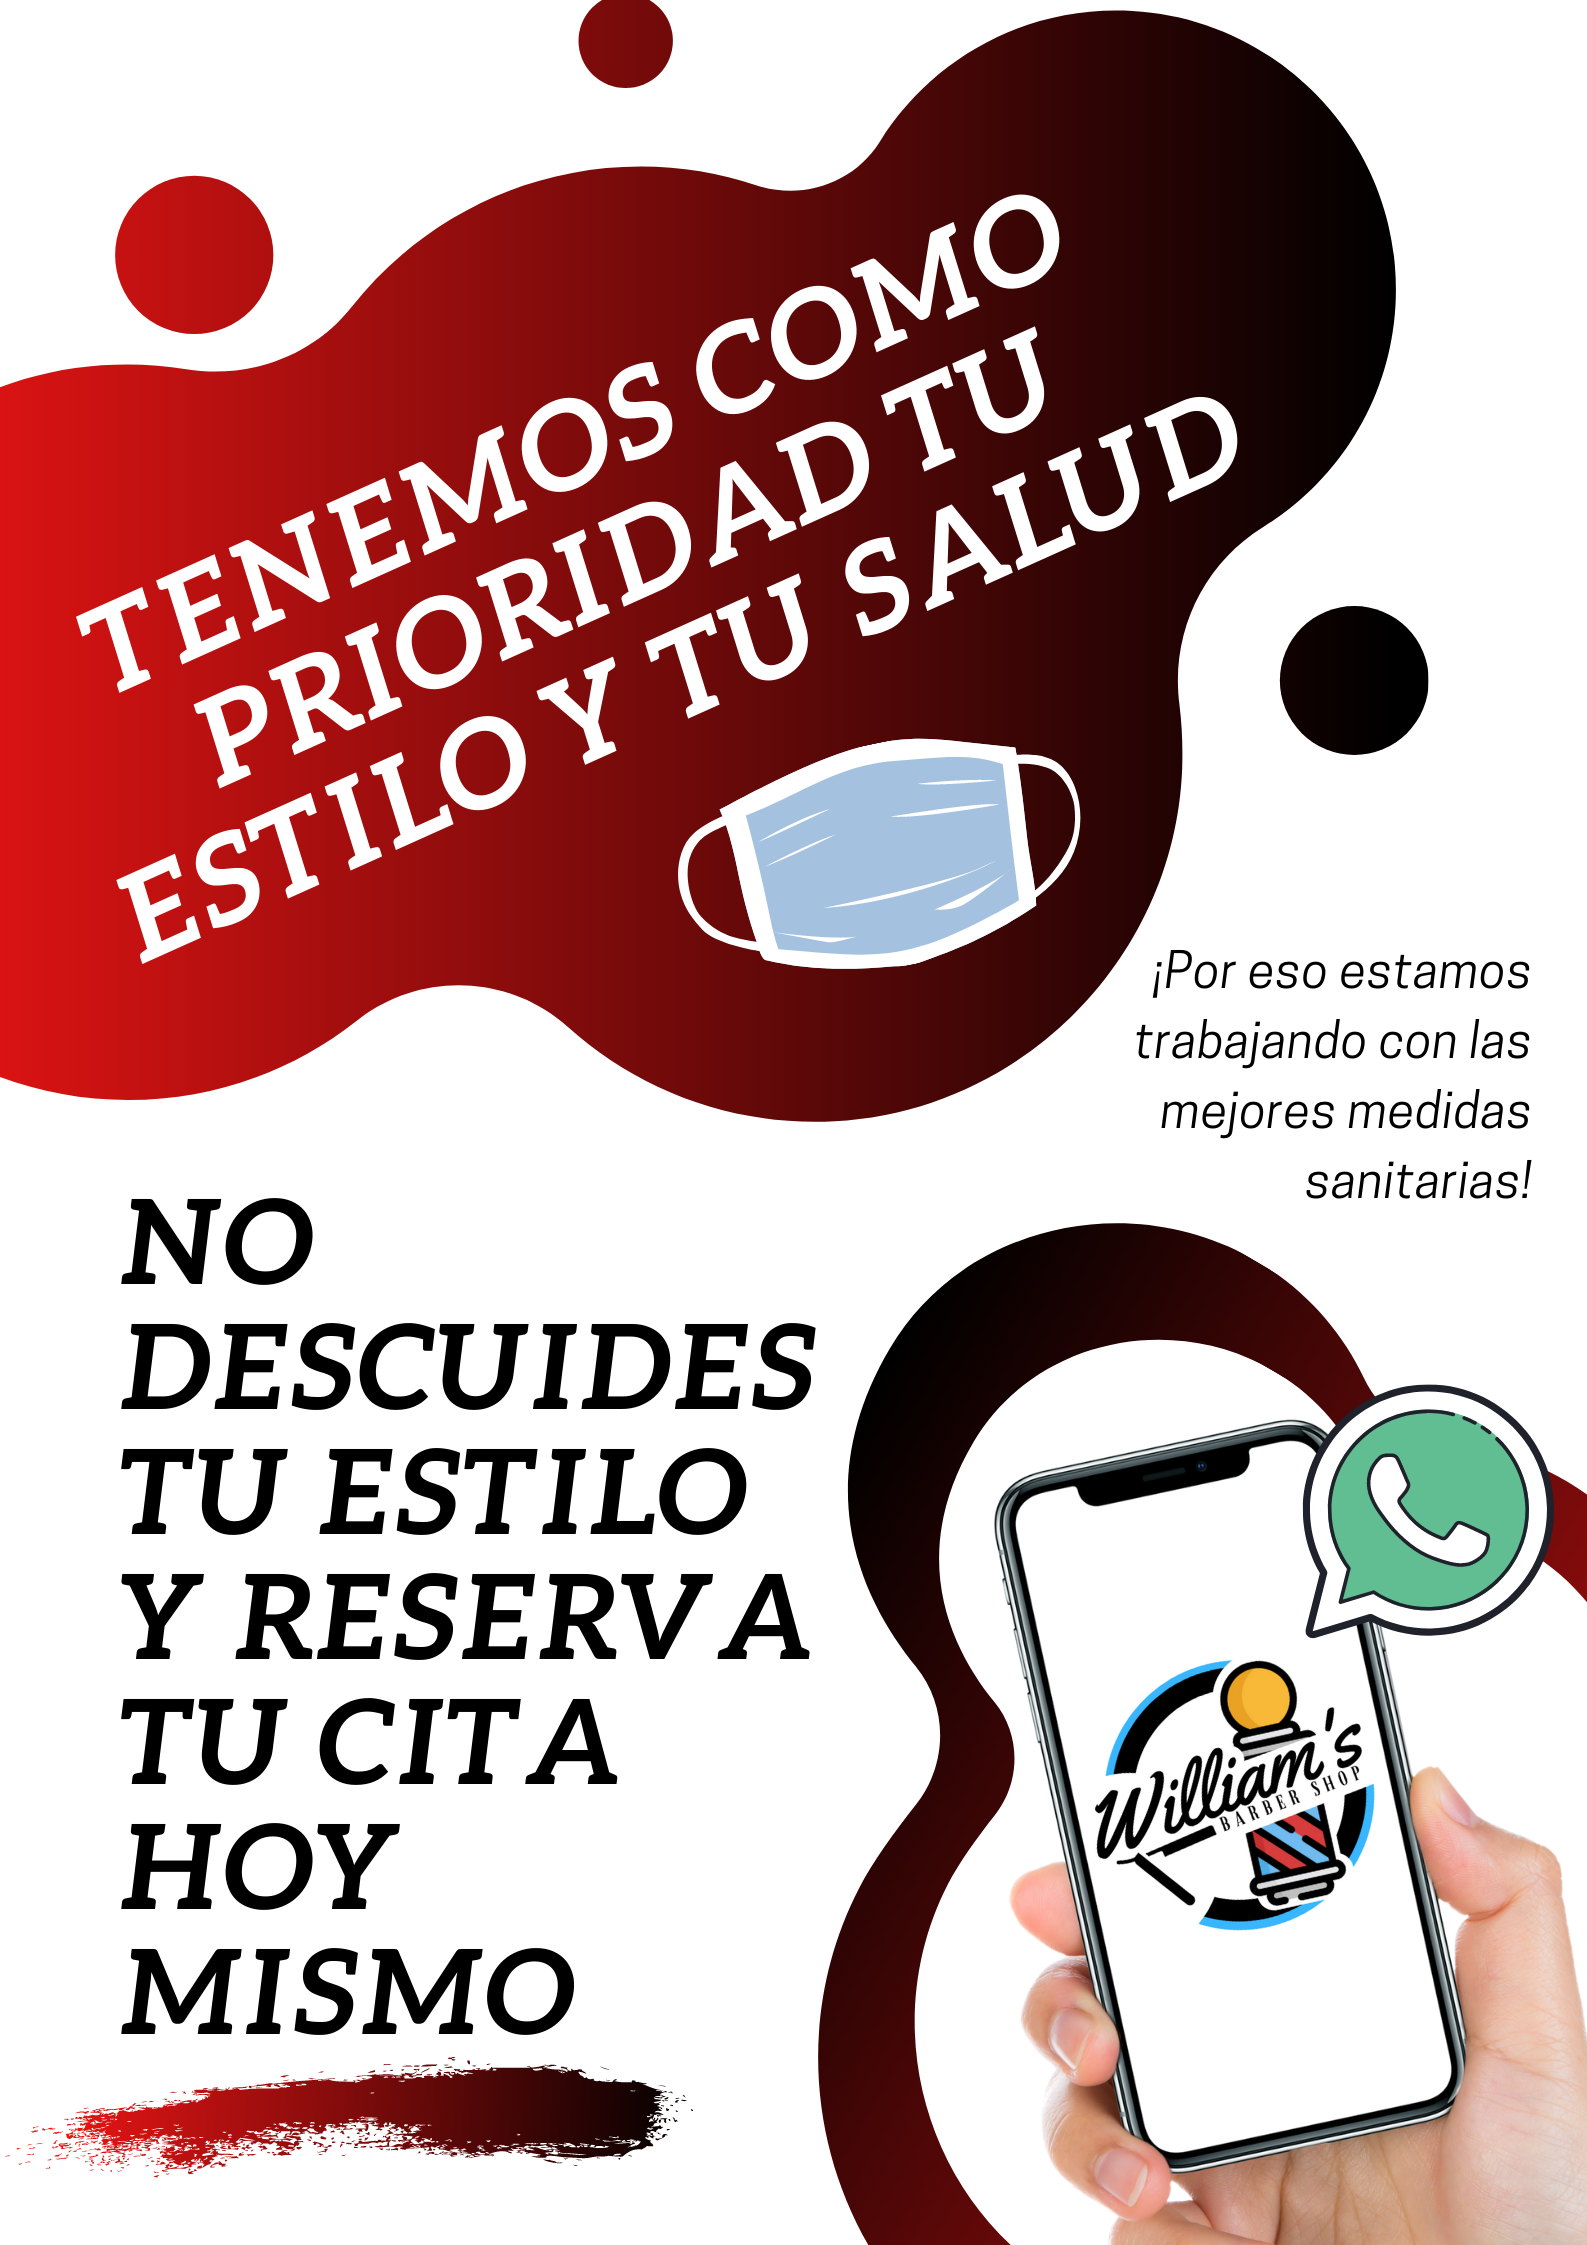 TENEMOS COMO
PRIORIDAD TU
ESTILO Y TU SALUD
¡Por eso estamos
trabajando con las
mejores medidas
sanitarias!
NO
DESCUIDES
TU ESTILO
Y RESERVA
TU CITA
HOY
MISMO
William's
BARBER SHOP